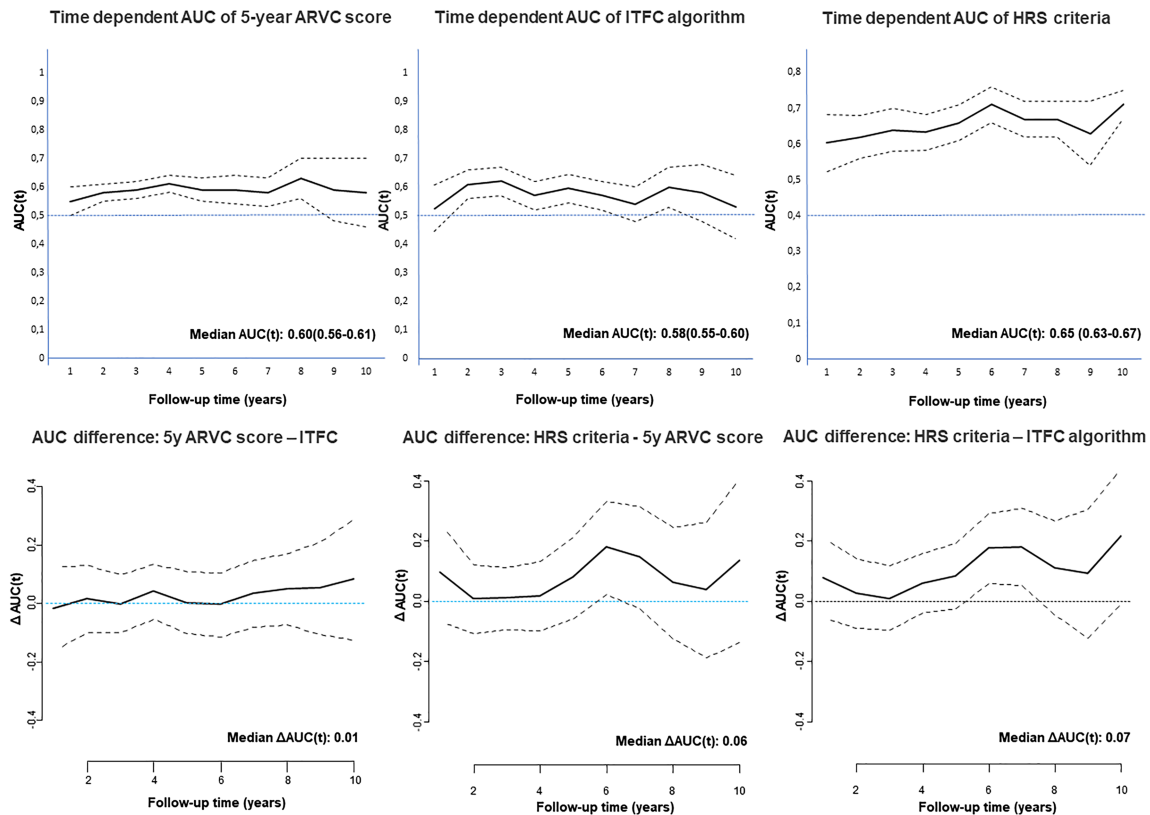 Time dependent AUC of 5-year ARVC score
AUC(t)
1
0,9
0,8
0,7
0,6
0,5
0,4
0,3
0,2
0,1
0
Median AUC(t): 0.60(0.56-0.61)
1 2 3 4 5 6 7 8 9 10
Follow-up time (years)
Time dependent AUC of ITFC algorithm
AUC(t)
1
0,9
0,8
0,7
0,6
0,5
0,4
0,3
0,2
0,1
0
Median AUC(t): 0.58(0.55-0.60)
1 2 3 4 5 6 7 8 9 10
Follow-up time (years)
Time dependent AUC of HRS criteria
AUC(t)
0,8
0,7
0,6
0,5
0,4
0,3
0,2
0,1
0
Median AUC(t): 0.65 (0.63-0.67)
1 2 3 4 5 6 7 8 9 10
Follow-up time (years)
AUC difference: 5y ARVC score – ITFC
Δ AUC(t)
0.4
0.2
0.0
-0.2
-0.4
Median ΔAUC(t): 0.01
2 4 6 8 10
Follow-up time (years)
AUC difference: HRS criteria - 5y ARVC score
Δ AUC(t)
0.4
0.2
0.0
-0.2
-0.4
Median ΔAUC(t): 0.06
2 4 6 8 10
Follow-up time (years)
AUC difference: HRS criteria – ITFC algorithm
Δ AUC(t)
0.4
0.2
0.0
-0.2
-0.4
Median ΔAUC(t): 0.07
2 4 6 8 10
Follow-up time (years)